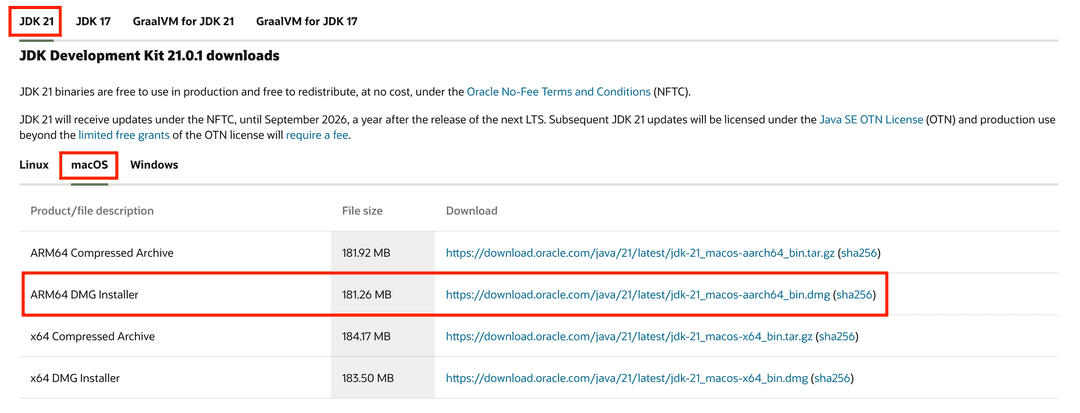 JDK 21 JDK 17 GraalVM for JDK 21 GraalVM for JDK 17
JDK Development Kit 21.0.1 downloads
JDK 21 binaries are free to use in production and free to redistribute, at no cost, under the Oracle No-Fee Terms and Conditions (NFTC).
JDK 21 will receive updates under the NFTC, until September 2026, a year after the release of the next LTS. Subsequent JDK 21 updates will be licensed under the Java SE OTN License (OTN) and production use
beyond the limited free grants of the OTN license will require a fee.
Linux macOS Windows
Product/file description File size Download
ARM64 Compressed Archive 181.92 MB https://download.oracle.com/java/21/latest/jdk-21_macos-aarch64_bin.tar.gz (sha256)
ARM64 DMG Installer 181.26 MB https://download.oracle.com/java/21/latest/jdk-21_macos-aarch64_bin.dmg (sha256)
x64 Compressed Archive 184.17 MB https://download.oracle.com/java/21/latest/jdk-21_macos-x64_bin.tar.gz (sha256)
x64 DMG Installer 183.50 MB https://download.oracle.com/java/21/latest/jdk-21_macos-x64_bin.dmg (sha256)